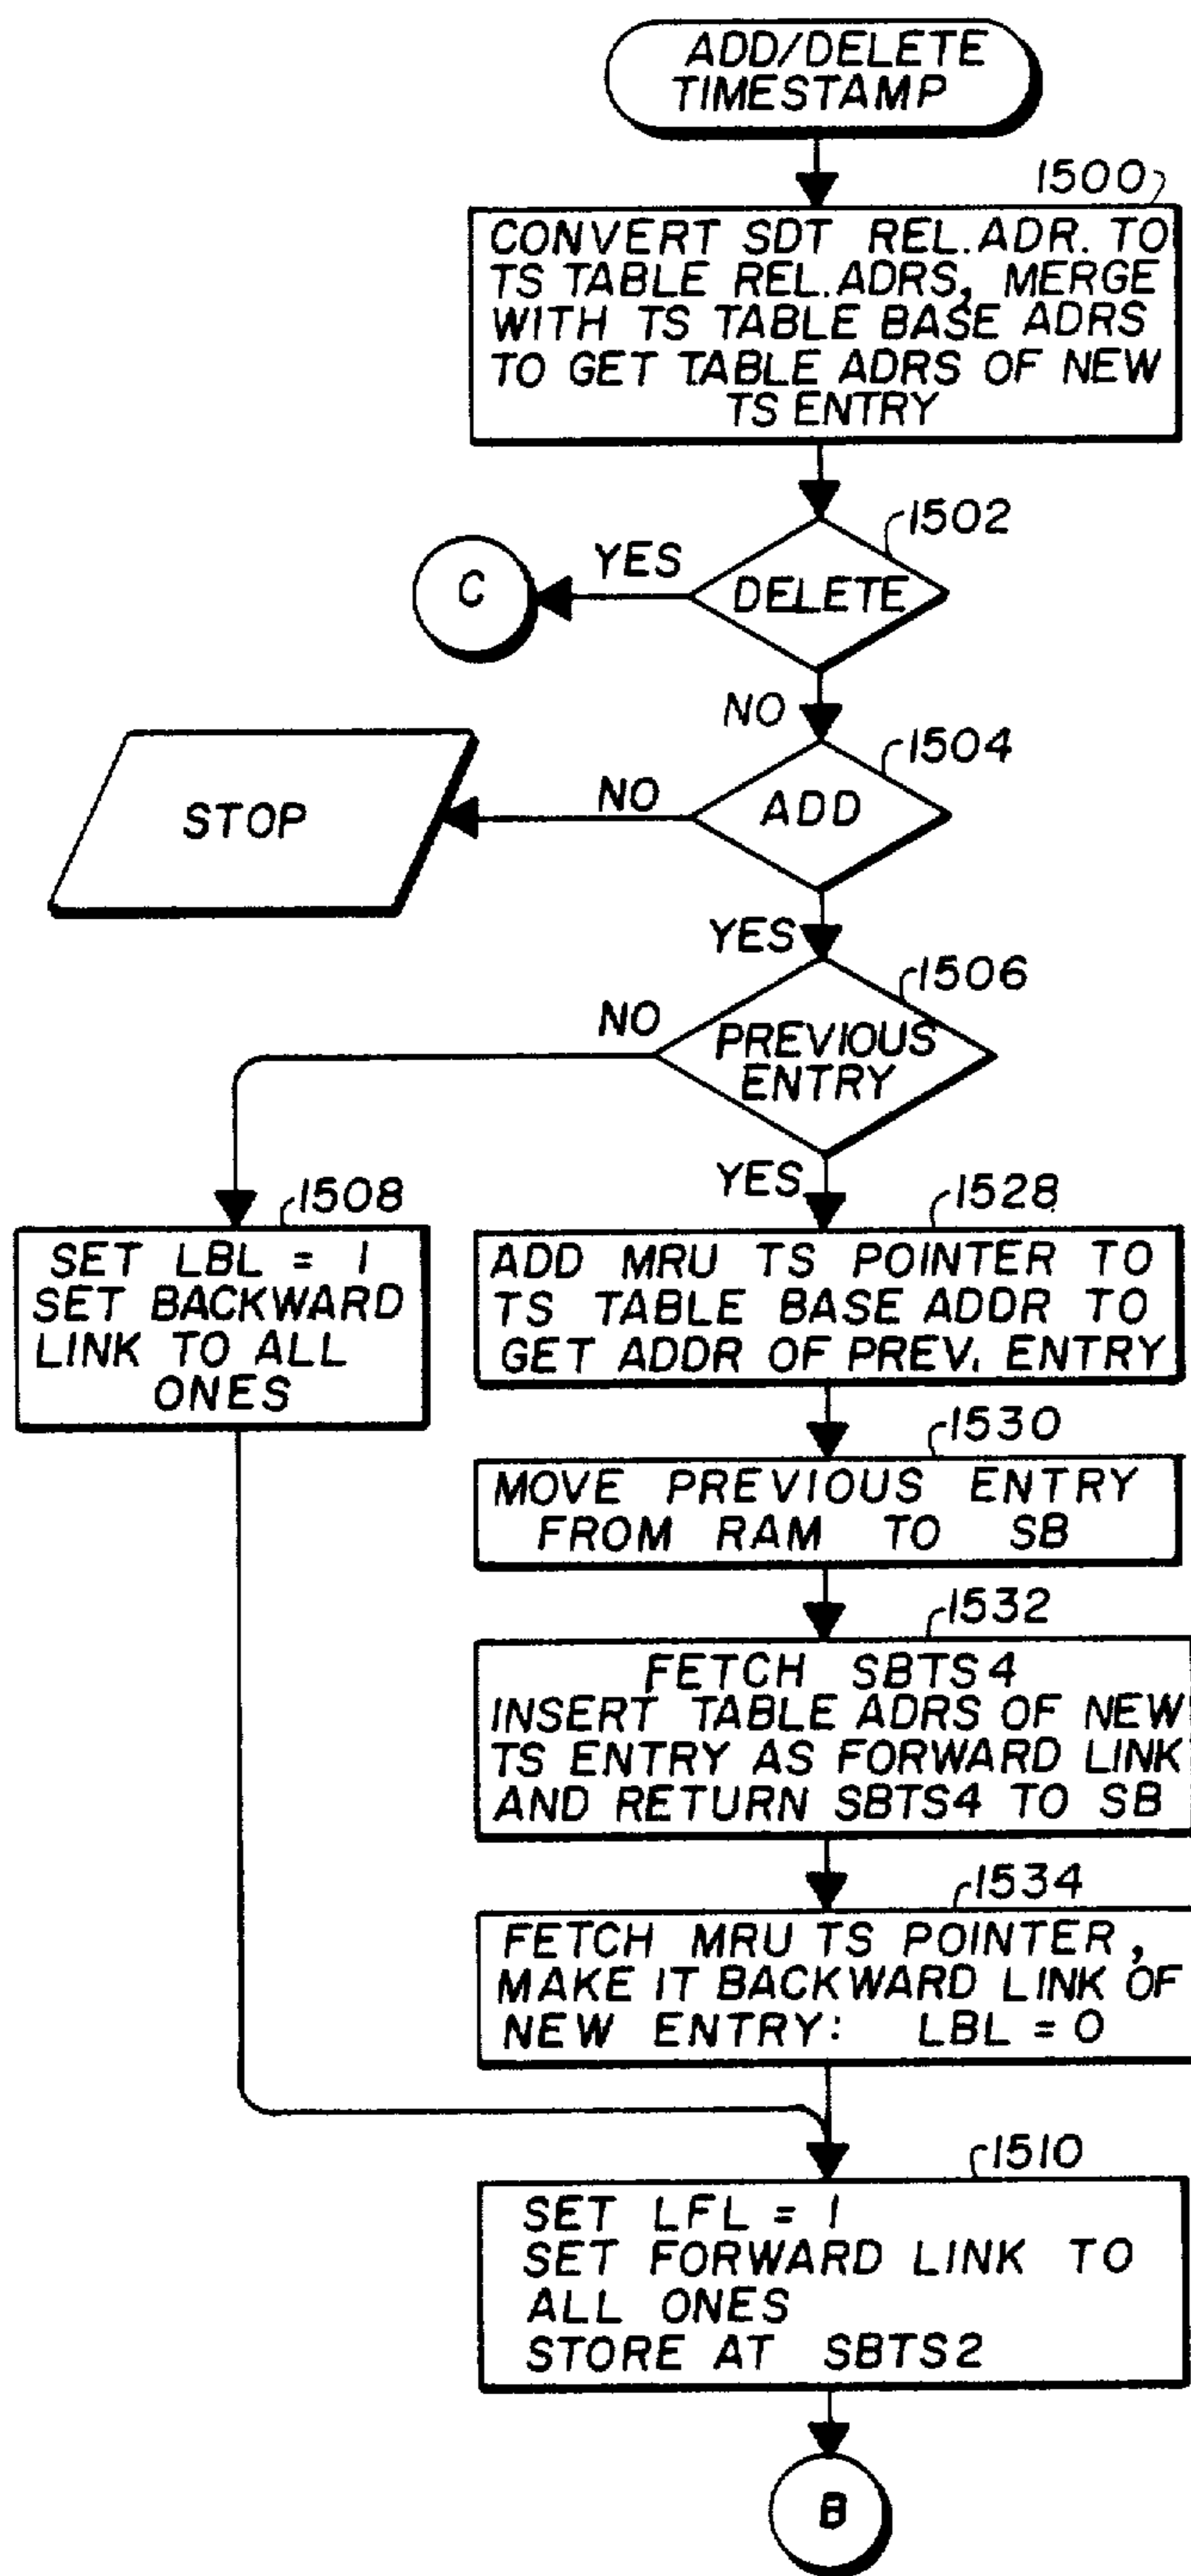 ADD/DELETE
TIMESTAMP
1500
CONVERT SDT REL.ADR. TO
TS TABLE REL.ADRS, MERGE
WITH TS TABLE BASE ADRS
TO GET TABLE ADRS OF NEW
TS ENTRY
1502
YES
C
DELETE
NO
1504
STOP
NO
ADD
YES
1506
NO
PREVIOUS
ENTRY
YES
1508
SET LBL = 1
SET BACKWARD
LINK TO ALL
ONES
1528
ADD MRU TS POINTER TO
TS TABLE BASE ADDR TO
GET ADDR OF PREV. ENTRY
1530
MOVE PREVIOUS ENTRY
FROM RAM TO SB
1532
FETCH SBTS4
INSERT TABLE ADRS OF NEW
TS ENTRY AS FORWARD LINK
AND RETURN SBTS4 TO SB
1534
FETCH MRU TS POINTER,
MAKE IT BACKWARD LINK OF
NEW ENTRY: LBL = 0
1510
SET LFL = 1
SET FORWARD LINK TO
ALL ONES
STORE AT SBTS2
B